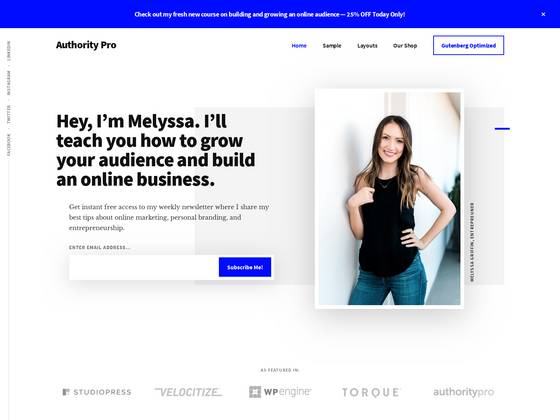 Check out my fresh new course on building and growing an online audience — 25% OFF Today Only!
×
Authority Pro
Home
Sample
Layouts
Our Shop
Gutenberg Optimized
FACEBOOK
TWITTER
INSTAGRAM
LINKEDIN
Hey, I'm Melyssa. I'll
teach you how to grow
your audience and build
an online business.
Get instant free access to my weekly newsletter where I share my
best tips about online marketing, personal branding, and
entrepreneurship.
ENTER EMAIL ADDRESS...
Subscribe Me!
MELYSSA GRIFFIN, ENTREPRENEUR
AS FEATURED IN:
STUDIOPRESS
VELOCITIZE
WP engine
TORQUE
authoritypro